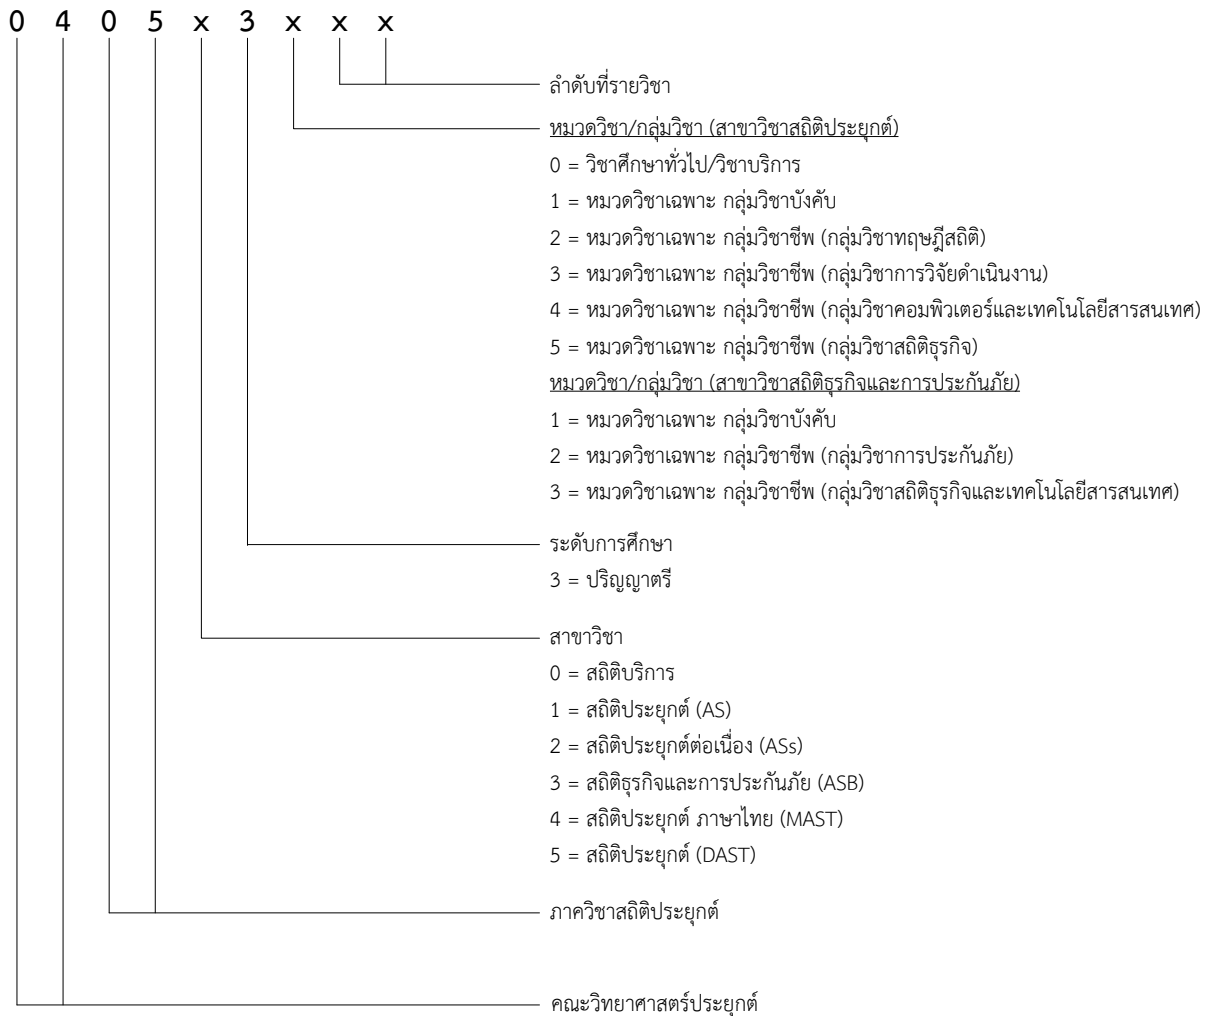 0 4 0 5 x 3 x x x
ลำดับที่รายวิชา
หมวดวิชา/กลุ่มวิชา (สาขาวิชาสถิติประยุกต์)
0 = วิชาศึกษาทั่วไป/วิชาบริการ
1 = หมวดวิชาเฉพาะ กลุ่มวิชาบังคับ
2 = หมวดวิชาเฉพาะ กลุ่มวิชาชีพ (กลุ่มวิชาทฤษฎีสถิติ)
3 = หมวดวิชาเฉพาะ กลุ่มวิชาชีพ (กลุ่มวิชาการวิจัยดำเนินงาน)
4 = หมวดวิชาเฉพาะ กลุ่มวิชาชีพ (กลุ่มวิชาคอมพิวเตอร์และเทคโนโลยีสารสนเทศ)
5 = หมวดวิชาเฉพาะ กลุ่มวิชาชีพ (กลุ่มวิชาสถิติธุรกิจ)
หมวดวิชา/กลุ่มวิชา (สาขาวิชาสถิติธุรกิจและการประกันภัย)
1 = หมวดวิชาเฉพาะ กลุ่มวิชาบังคับ
2 = หมวดวิชาเฉพาะ กลุ่มวิชาชีพ (กลุ่มวิชาการประกันภัย)
3 = หมวดวิชาเฉพาะ กลุ่มวิชาชีพ (กลุ่มวิชาสถิติธุรกิจและเทคโนโลยีสารสนเทศ)
ระดับการศึกษา
3 = ปริญญาตรี
สาขาวิชา
0 = สถิติบริการ
1 = สถิติประยุกต์ (AS)
2 = สถิติประยุกต์ต่อเนื่อง (ASs)
3 = สถิติธุรกิจและการประกันภัย (ASB)
4 = สถิติประยุกต์ ภาษาไทย (MAST)
5 = สถิติประยุกต์ (DAST)
ภาควิชาสถิติประยุกต์
คณะวิทยาศาสตร์ประยุกต์